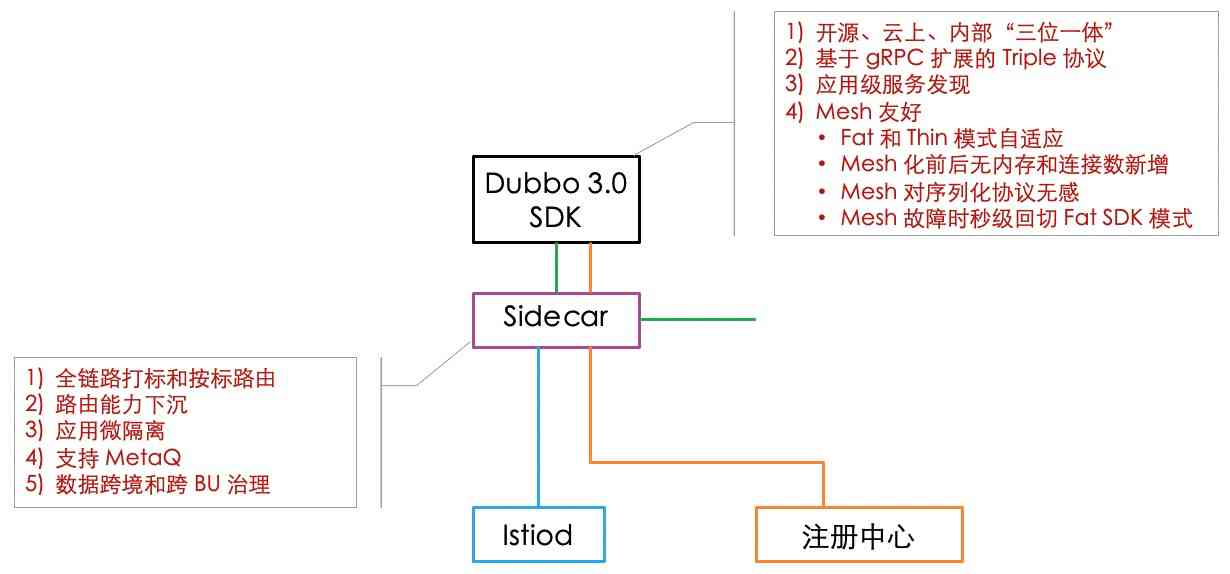 1) 开源、云上、内部“三位一体”
2) 基于 gRPC 扩展的 Triple 协议
3) 应用级服务发现
4) Mesh 友好
• Fat 和 Thin 模式自适应
• Mesh 化前后无内存和连接数新增
• Mesh 对序列化协议无感
• Mesh 故障时秒级回切 Fat SDK 模式
Dubbo 3.0
SDK
Sidecar
1) 全链路打标和按标路由
2) 路由能力下沉
3) 应用微隔离
4) 支持 MetaQ
5) 数据跨境和跨 BU 治理
Istiod
注册中心